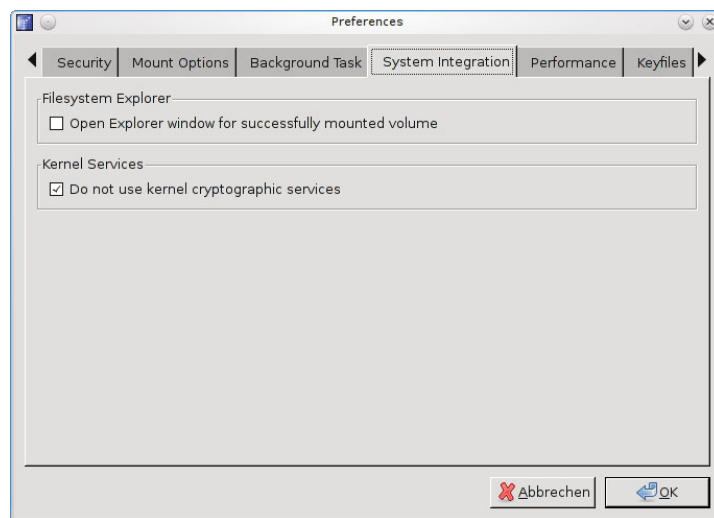 Preferences
Security Mount Options Background Task System Integration Performance Keyfiles
Filesystem Explorer
Open Explorer window for successfully mounted volume
Kernel Services
Do not use kernel cryptographic services
Abbrechen OK